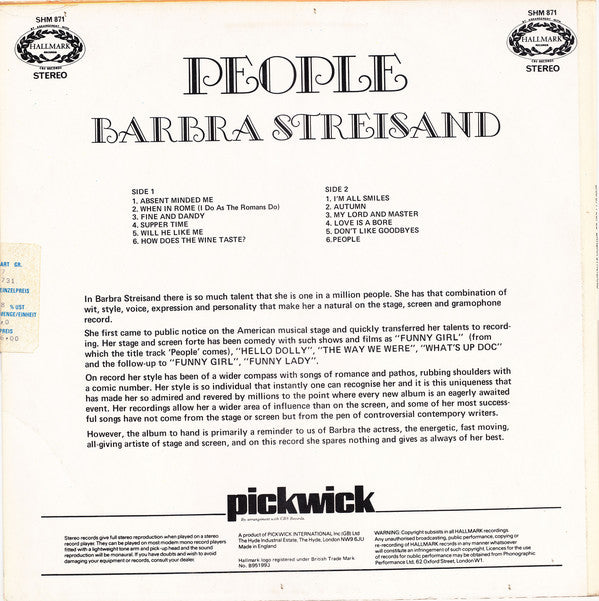 SHM 871
SHM 871
BY ARRANGEMENT WITH
HALLMARK
RECORDS
CBS RECORDS
STEREO
BY ARRANGEMENT WITH
HALLMARK
RECORDS
CBS RECORDS
STEREO
PEOPLE
BARBRA STREISAND
SIDE 1
1. ABSENT MINDED ME
2. WHEN IN ROME (I Do As The Romans Do)
3. FINE AND DANDY
4. SUPPER TIME
5. WILL HE LIKE ME
6. HOW DOES THE WINE TASTE?
SIDE 2
1. I'M ALL SMILES
2. AUTUMN
3. MY LORD AND MASTER
4. LOVE IS A BORE
5. DON'T LIKE GOODBYES
6.PEOPLE
ART GR.
731
EINZELPREIS
% UST
MENGE/EINHEIT
PREIS
In Barbra Streisand there is so much talent that she is one in a million people. She has that combination of
wit, style, voice, expression and personality that make her a natural on the stage, screen and gramophone
record.
She first came to public notice on the American musical stage and quickly transferred her talents to record-
ing. Her stage and screen forte has been comedy with such shows and films as "FUNNY GIRL" (from
which the title track 'People' comes), "HELLO DOLLY", "THE WAY WE WERE", "WHAT'S UP DOC"
and the follow-up to "FUNNY GIRL", "FUNNY LADY".
On record her style has been of a wider compass with songs of romance and pathos, rubbing shoulders with
a comic number. Her style is so individual that instantly one can recognise her and it is this uniqueness that
has made her so admired and revered by millions to the point where every new album is an eagerly awaited
event. Her recordings allow her a wider area of influence than on the screen, and some of her most success-
ful songs have not come from the stage or screen but from the pen of controversial contempory writers.
However, the album to hand is primarily a reminder to us of Barbra the actress, the energetic, fast moving,
all-giving artiste of stage and screen, and on this record she spares nothing and gives as always of her best.
pickwick
By arrangement with CBS Records.
Stereo records give full stereo reproduction when played on a stereo
record player. They can be played on most modern mono record players
fitted with a lightweight tone arm and pick-up head and the sound
reproduction will be monaural. If you have doubts and wish to avoid
damaging your equipment or records, consult your dealer.
A product of PICKWICK INTERNATIONAL Inc (GB) Ltd
The Hyde Industrial Estate, The Hyde, London NW9 6JU
Made in England
Hallmark logo registered under British Trade Mark
No. B951993
WARNING: Copyright subsists in all HALLMARK recordings.
Any unauthorised broadcasting, public performance, copying or
re-recording of HALLMARK records in any manner whatsoever
will constitute an infringement of such copyright. Licences for the use
of records for public performance may be obtained from Phonographic
Performance Ltd, 62 Oxford Street, London W1.